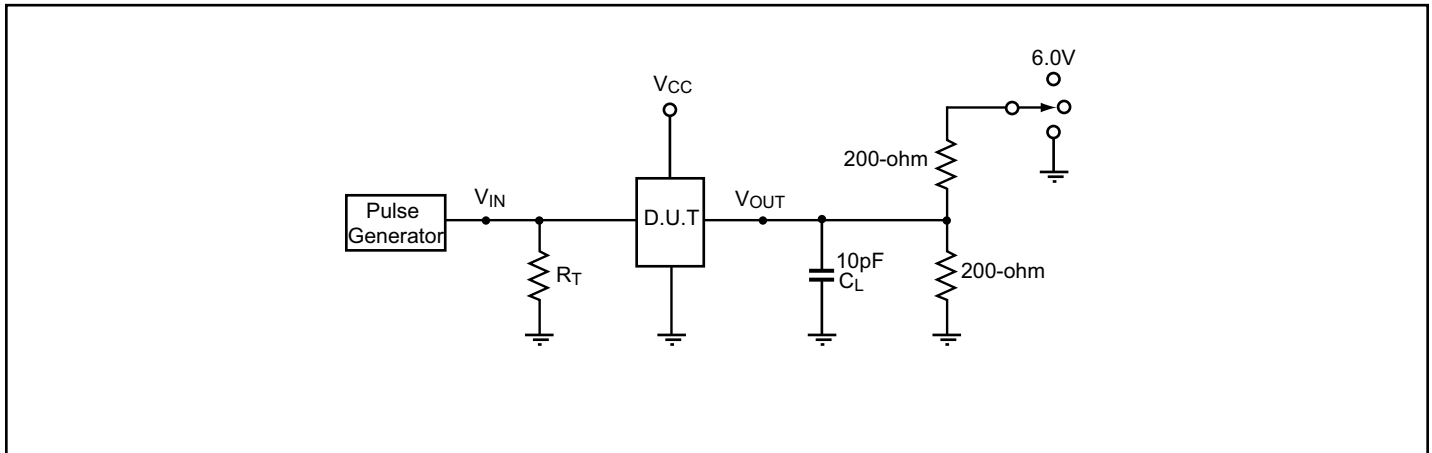 6.0V
VCC
200-ohm
Pulse
Generator
VIN
D.U.T
VOUT
RT
10pF
CL
200-ohm